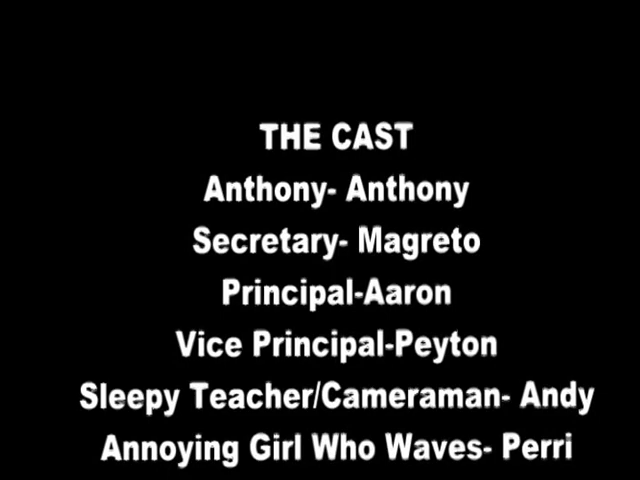 THE CAST
Anthony- Anthony
Secretary- Magreto
Principal-Aaron
Vice Principal-Peyton
Sleepy Teacher/Cameraman- Andy
Annoying Girl Who Waves- Perri